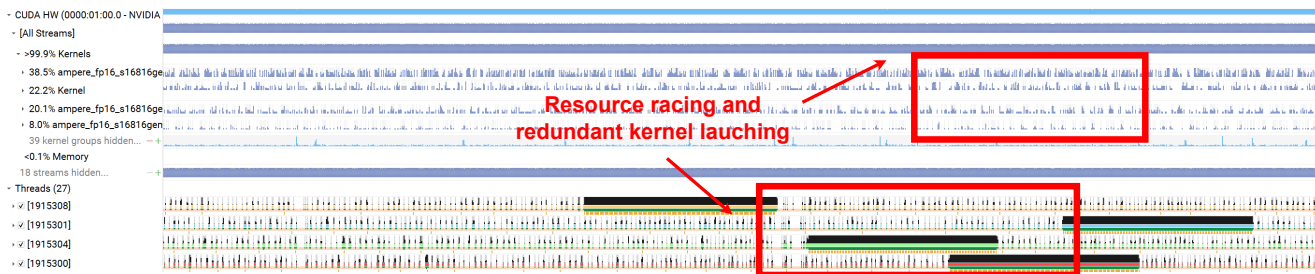 CUDA HW (0000:01:00.0 - NVIDIA
[All Streams]
>99.9% Kernels
38.5% ampere_fp16_s16816ge
22.2% Kernel
20.1% ampere_fp16_s16816ge
8.0% ampere_fp16_s16816gen
39 kernel groups hidden... − +
<0.1% Memory
18 streams hidden... − +
Threads (27)
[1915308]
[1915301]
[1915304]
[1915300]
Resource racing and
redundant kernel lauching